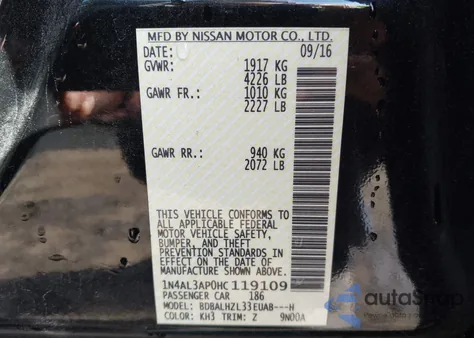 MFD BY NISSAN MOTOR CO., LTD.
DATE: 09/16
GVWR: 1917 KG
4226 LB
GAWR FR.: 1010 KG
2227 LB
GAWR RR.: 940 KG
2072 LB
THIS VEHICLE CONFORMS TO
ALL APPLICABLE FEDERAL
MOTOR VEHICLE SAFETY,
BUMPER, AND THEFT
PREVENTION STANDARDS IN
EFFECT ON THE DATE OF
MANUFACTURE SHOWN ABOVE.
1N4AL3AP0HC119109
PASSENGER CAR 186
BDBALHZL33EUAB---H
COLOR: KH3 TRIM: Z 9N00A